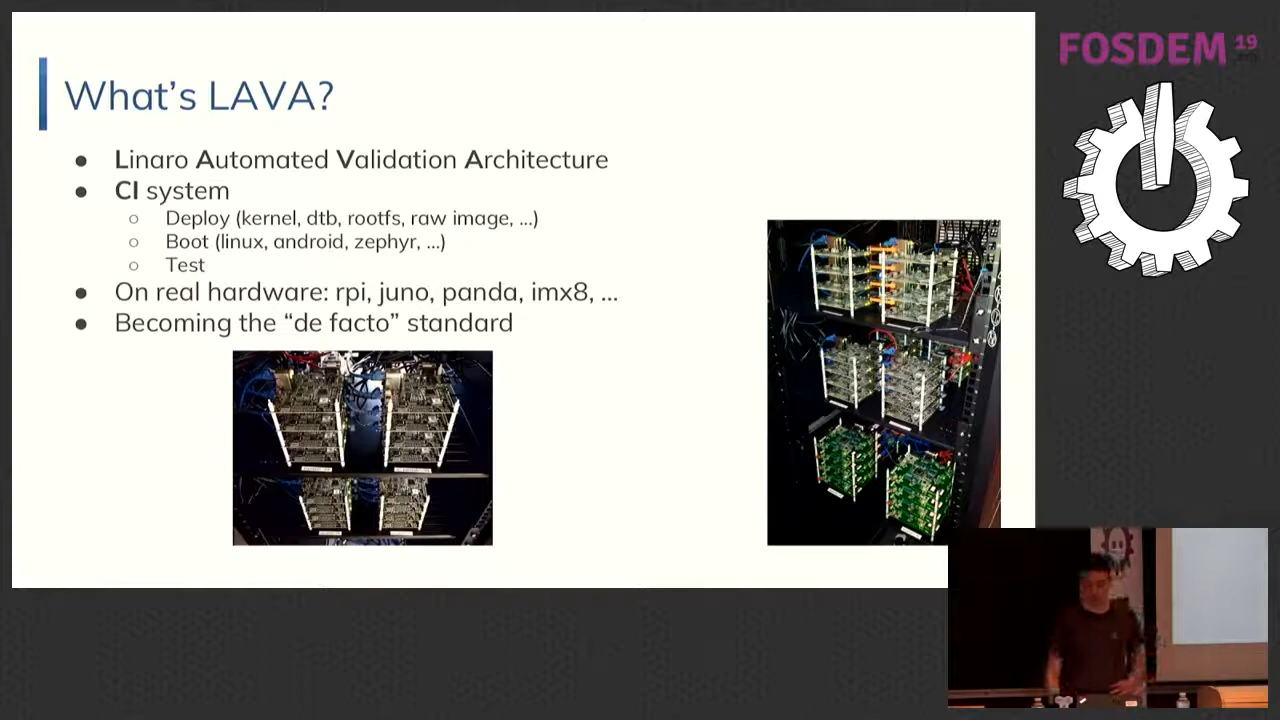 What's LAVA?
● Linaro Automated Validation Architecture
● CI system
○ Deploy (kernel, dtb, rootfs, raw image, ...)
○ Boot (linux, android, zephyr, ...)
○ Test
● On real hardware: rpi, juno, panda, imx8, ...
● Becoming the “de facto” standard
FOSDEM 19